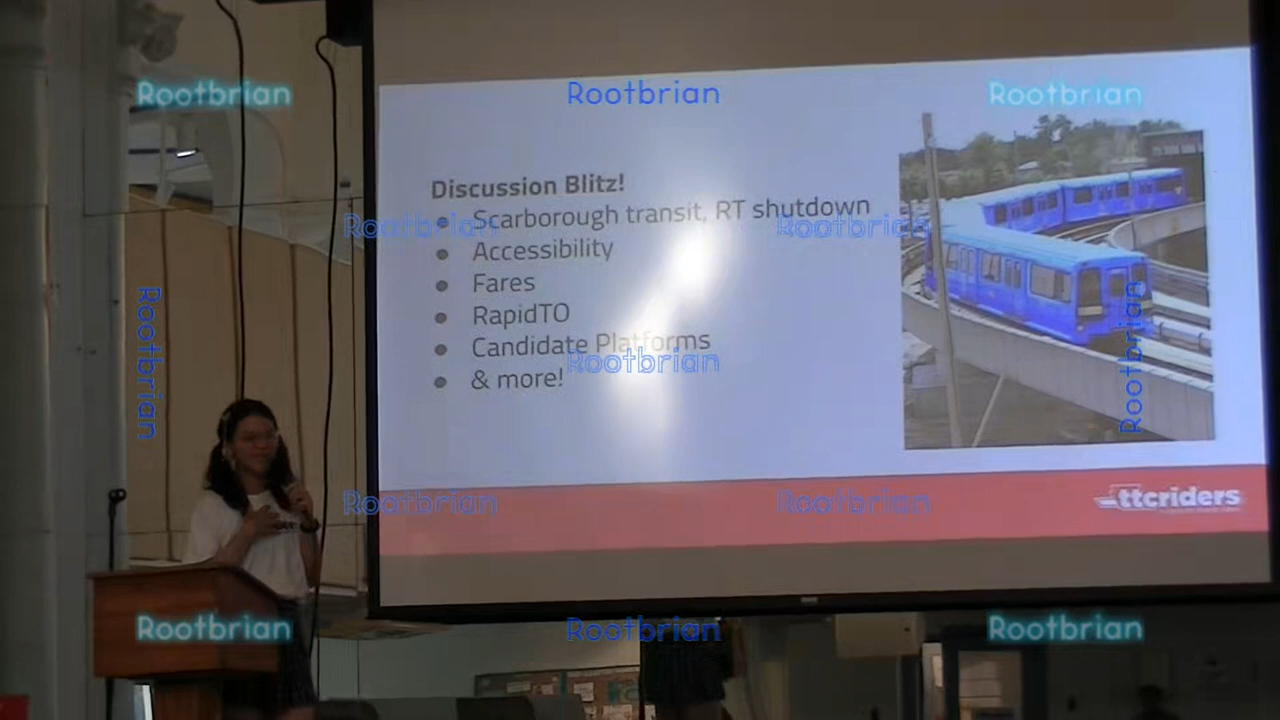 Rootbrian Rootbrian Rootbrian
Discussion Blitz!
• Scarborough transit, RT shutdown
Rootbrian Rootbrian
• Accessibility
• Fares
• RapidTO
• Candidate Platforms
Rootbrian
• & more!
Rootbrian
Rootbrian
Rootbrian Rootbrian
ttcriders
Rootbrian Rootbrian Rootbrian